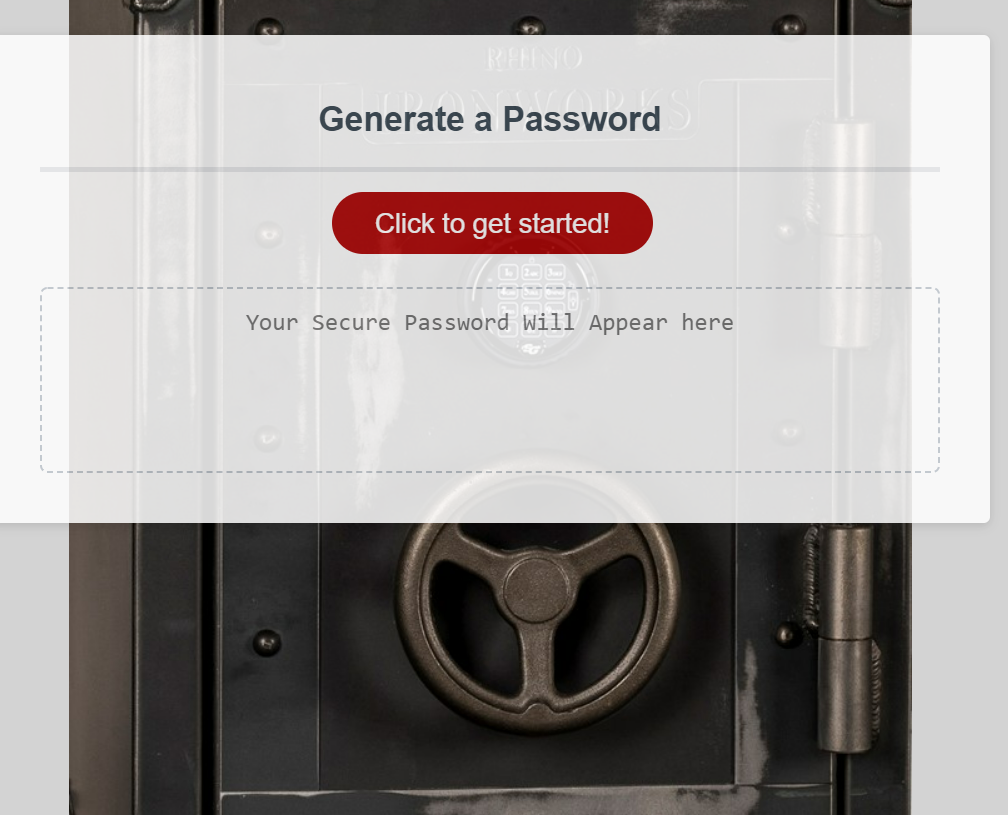 RHINO
IRONWORKS
Generate a Password
Click to get started!
Your Secure Password Will Appear here